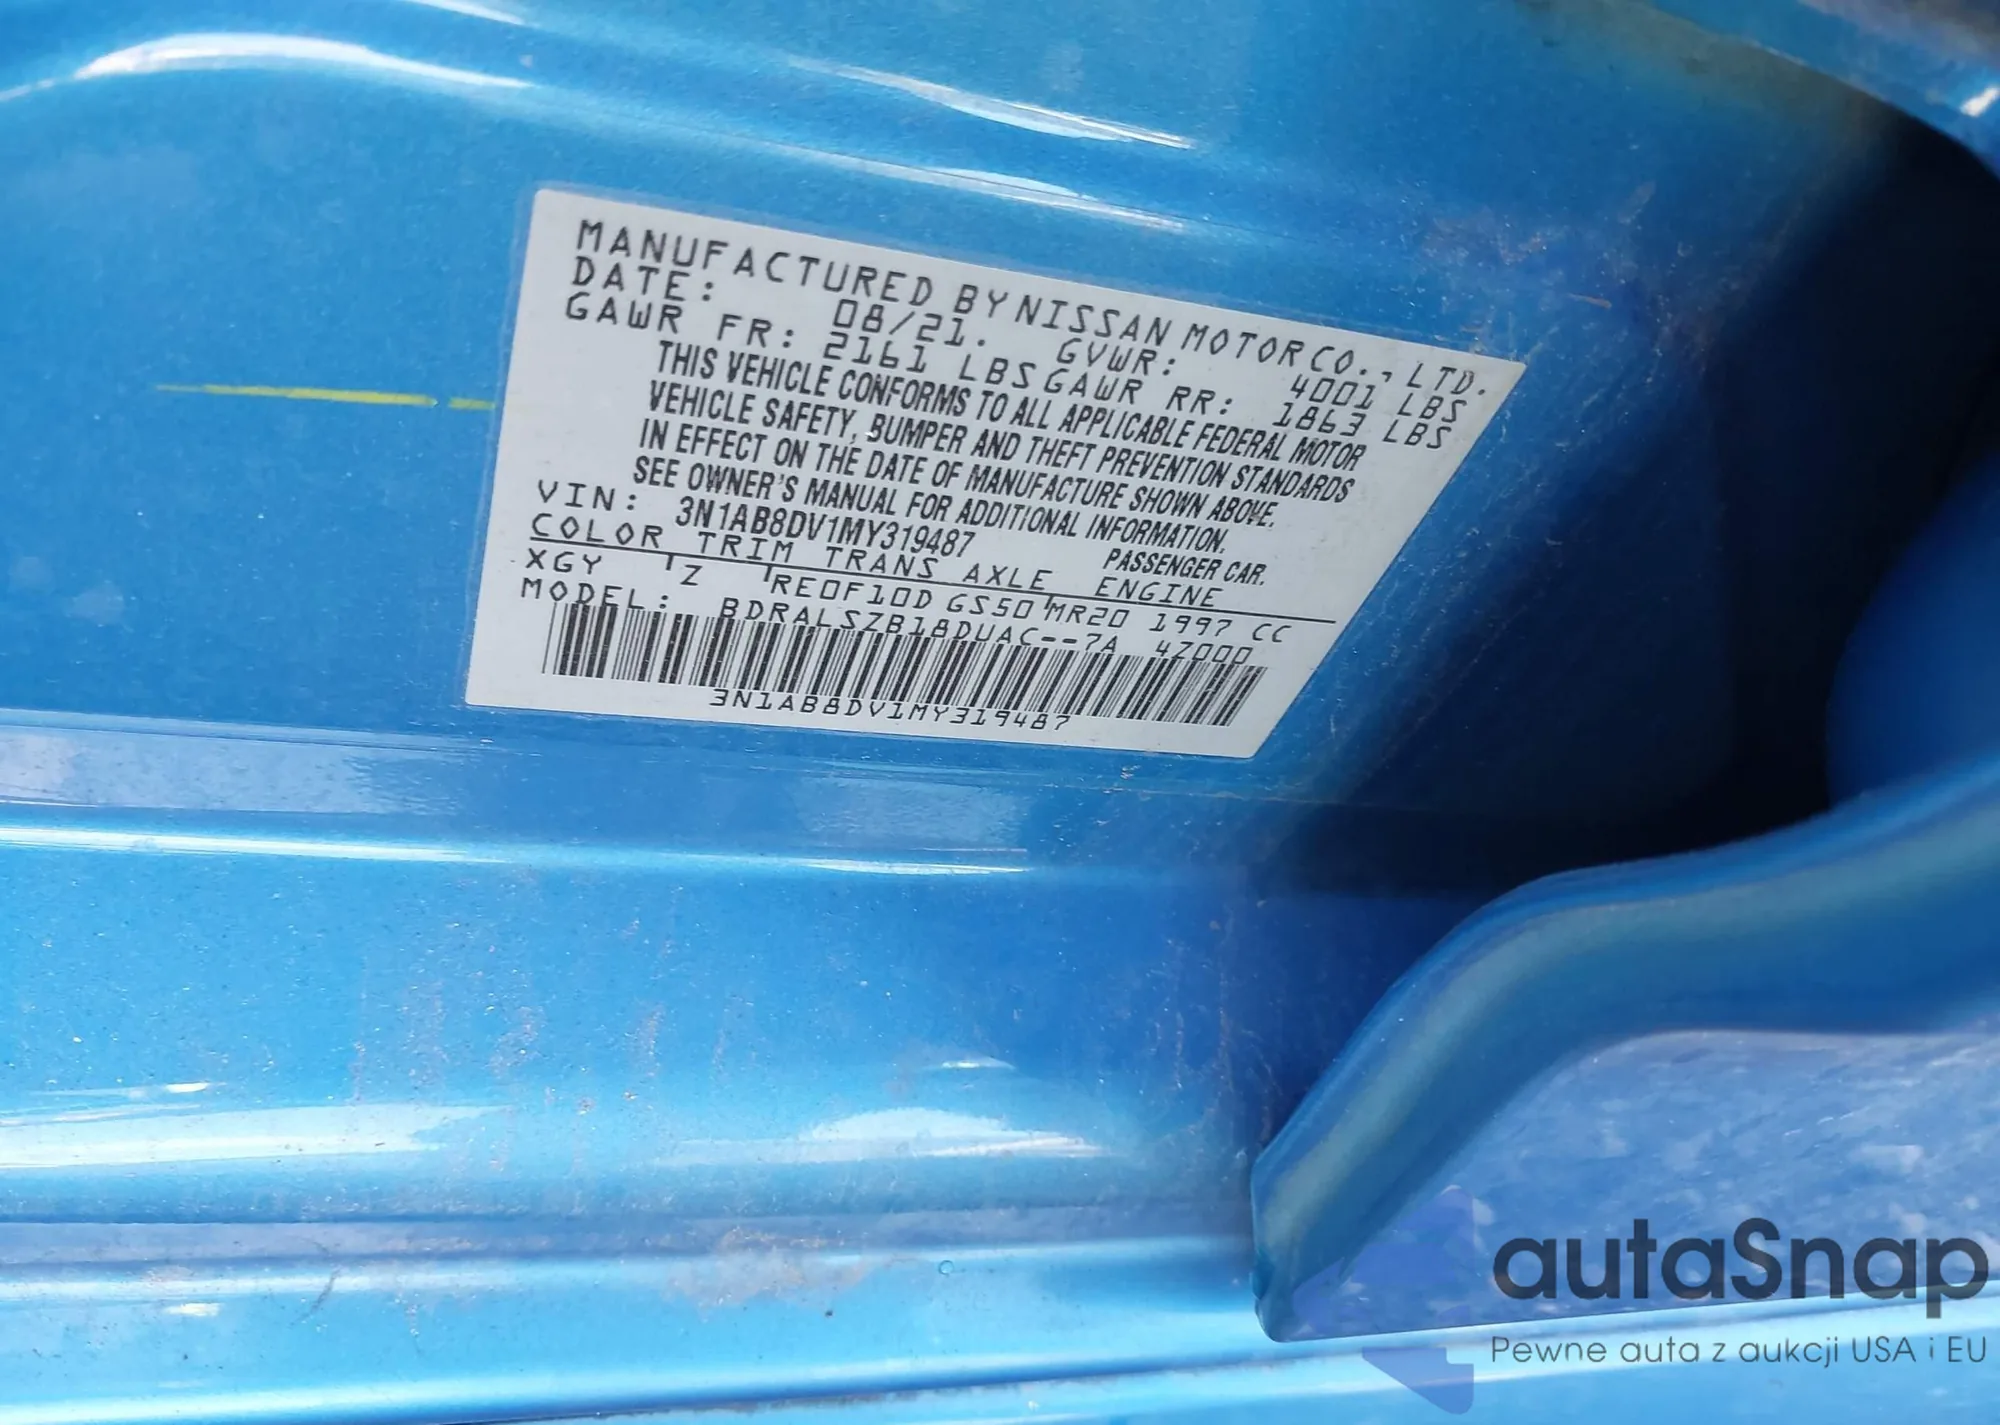 MANUFACTURED BY NISSAN MOTOR CO., LTD.
DATE: 08/21. GVWR: 4001 LBS
GAWR FR: 2161 LBS GAWR RR: 1863 LBS
THIS VEHICLE CONFORMS TO ALL APPLICABLE FEDERAL MOTOR
VEHICLE SAFETY, BUMPER AND THEFT PREVENTION STANDARDS
IN EFFECT ON THE DATE OF MANUFACTURE SHOWN ABOVE.
SEE OWNER'S MANUAL FOR ADDITIONAL INFORMATION.
VIN: 3N1AB8DV1MY319487 PASSENGER CAR.
COLOR TRIM TRANS AXLE ENGINE
XGY Z RE0F10D GS50 MR20 1997 CC
MODEL: BDRALSZB18DUAC--7A 4Z000
3N1AB8DV1MY319487
autaSnap
Pewne auta z aukcji USA i EU